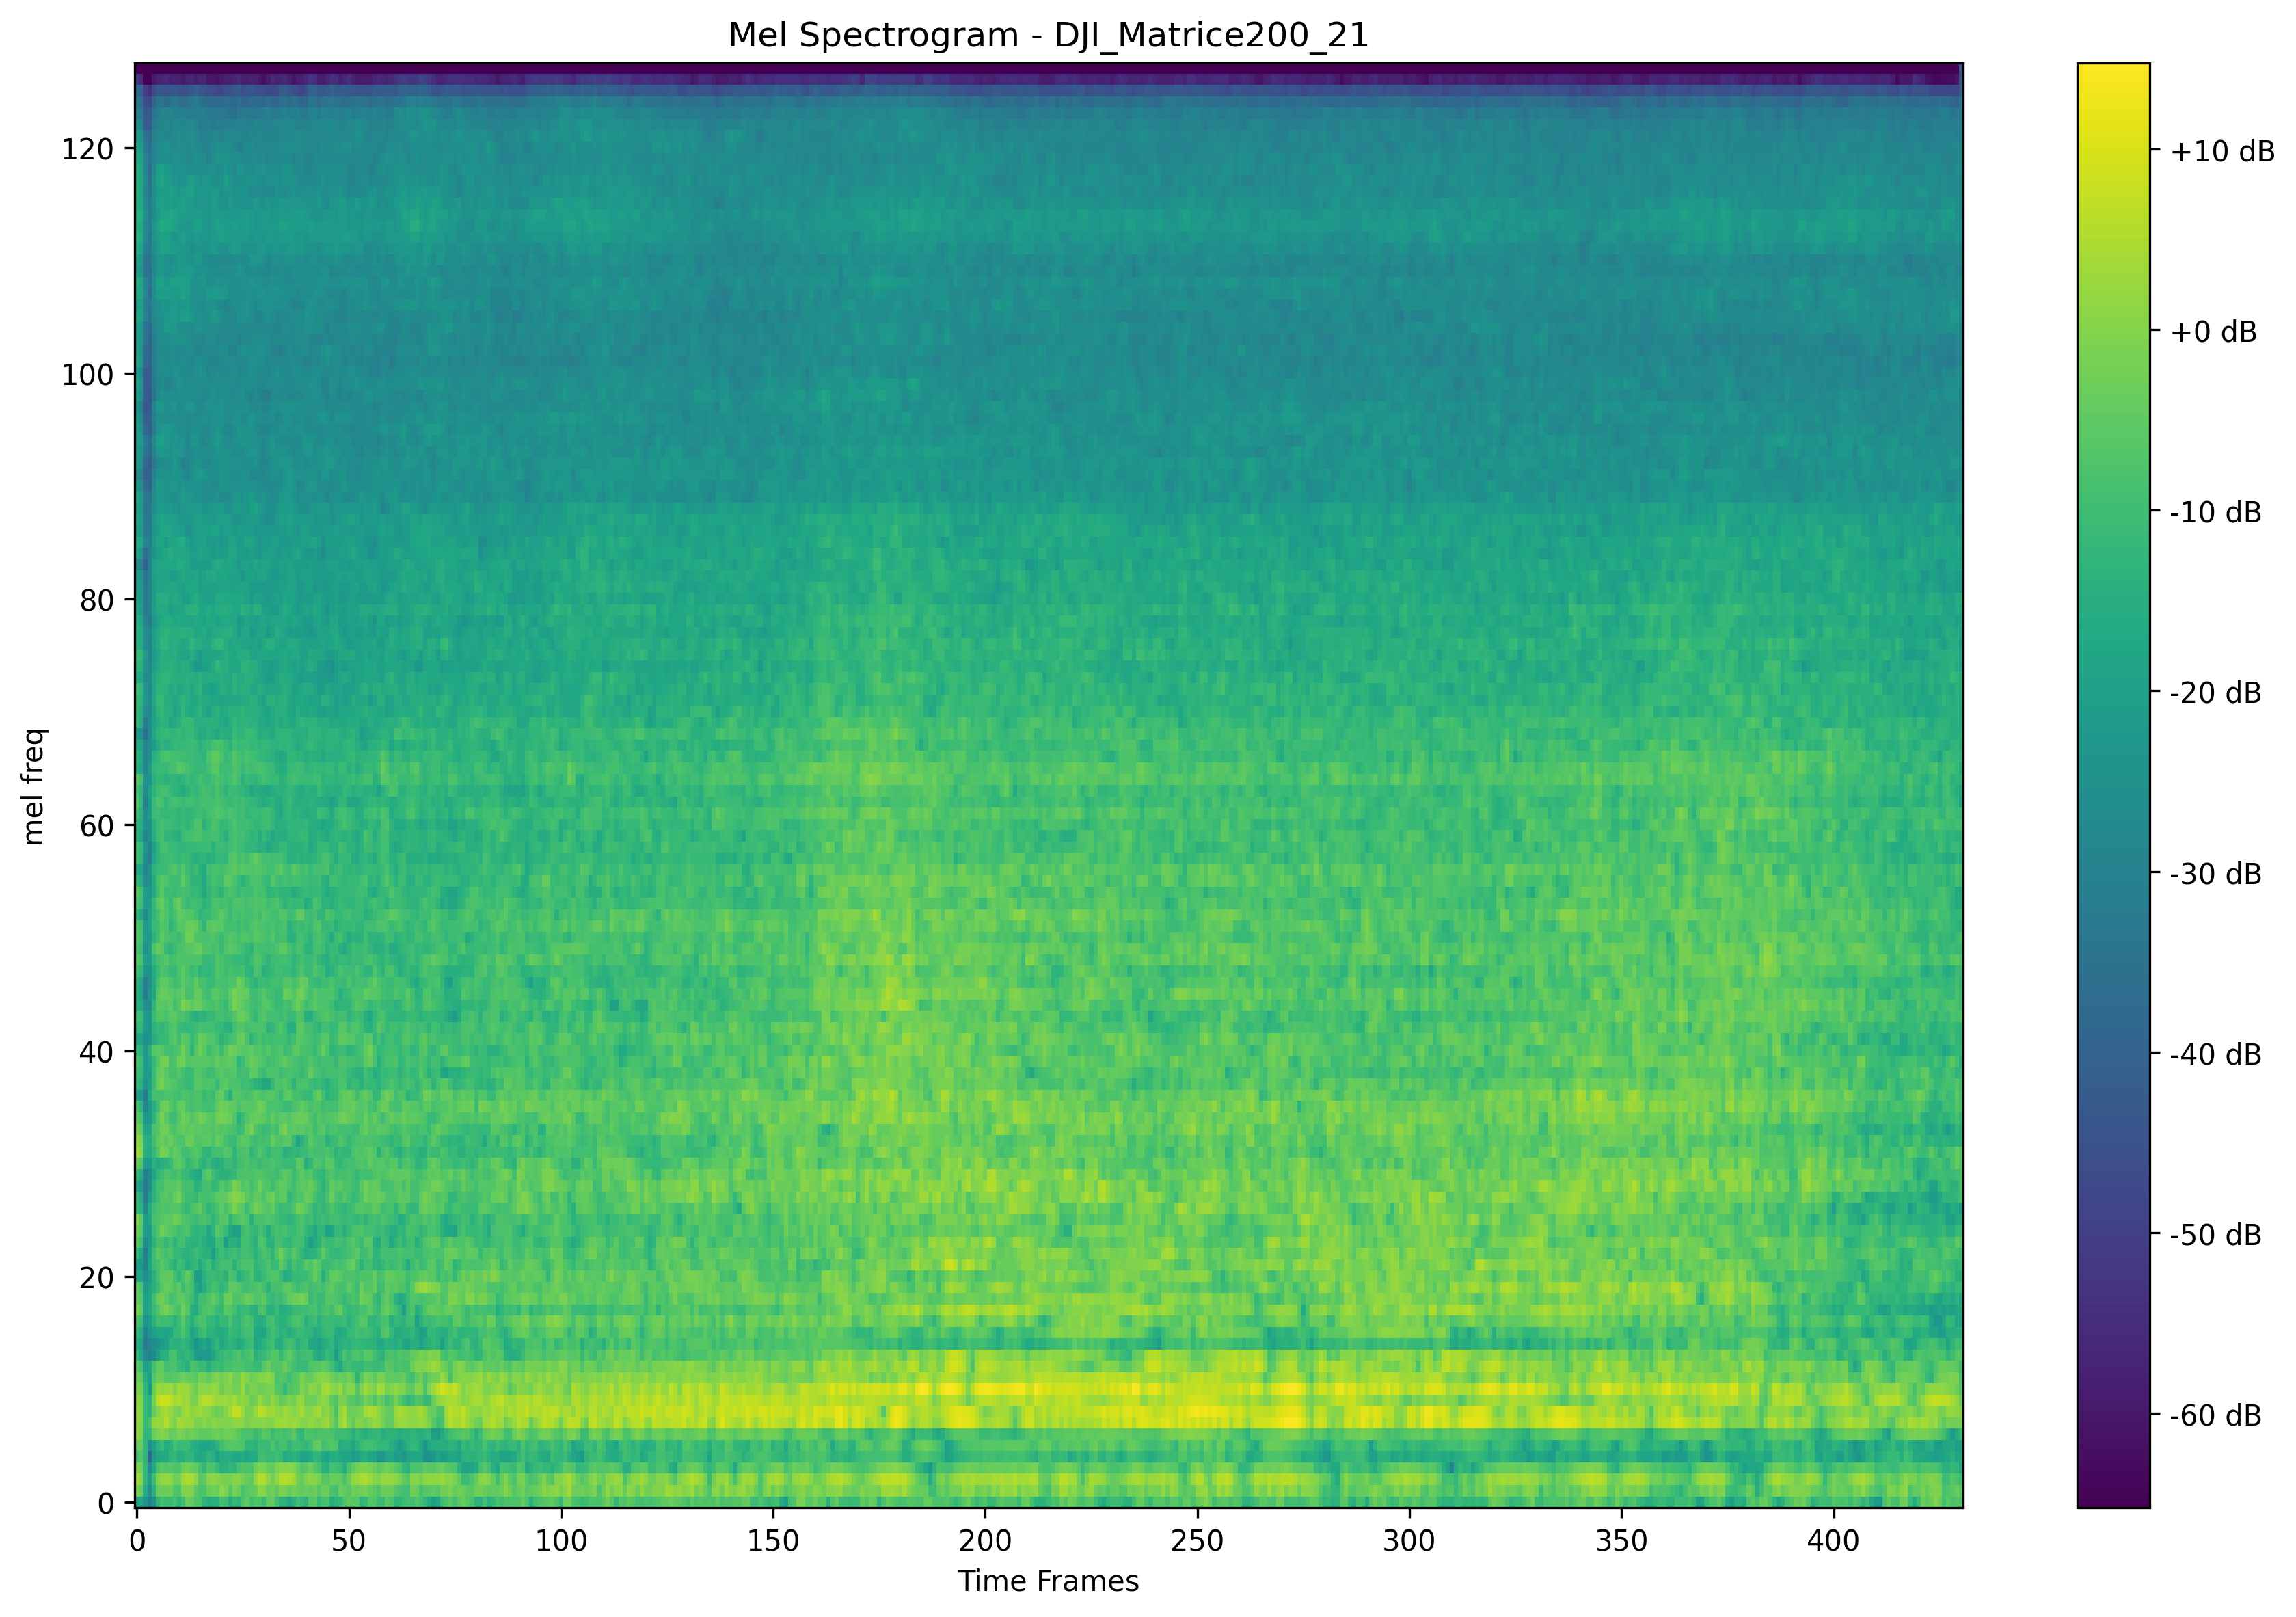 Mel Spectrogram - DJI_Matrice200_21
mel freq
120
100
80
60
40
20
0
0 50 100 150 200 250 300 350 400
Time Frames
+10 dB
+0 dB
-10 dB
-20 dB
-30 dB
-40 dB
-50 dB
-60 dB